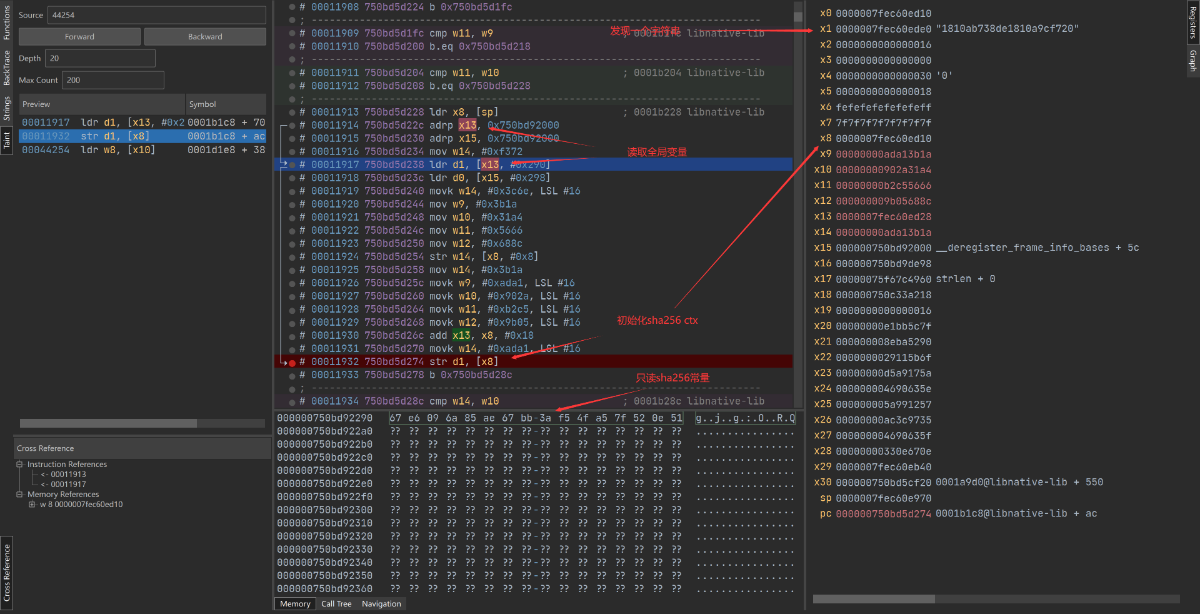 Functions
BackTrace
Strings
Taint
Cross Reference
Source 44254
Forward Backward
Depth 20
Max Count 200
Preview Symbol
00011917 ldr d1, [x13, #0x2 0001b1c8 + 70
00011932 str d1, [x8] 0001b1c8 + ac
00044254 ldr w8, [x10] 0001d1e8 + 38
Cross Reference
Instruction References
<- 00011913
<- 00011917
Memory References
w 8 0000007fec60ed10
# 00011908 750bd5d224 b 0x750bd5d1fc
# 00011909 750bd5d1fc cmp w11, w9 ; 0001b1fc libnative-lib
# 00011910 750bd5d200 b.eq 0x750bd5d218
# 00011911 750bd5d204 cmp w11, w10 ; 0001b204 libnative-lib
# 00011912 750bd5d208 b.eq 0x750bd5d228
# 00011913 750bd5d228 ldr x8, [sp] ; 0001b228 libnative-lib
# 00011914 750bd5d22c adrp x13, 0x750bd92000
# 00011915 750bd5d230 adrp x15, 0x750bd92000
# 00011916 750bd5d234 mov w14, #0xf372
# 00011917 750bd5d238 ldr d1, [x13, #0x290]
# 00011918 750bd5d23c ldr d0, [x15, #0x298]
# 00011919 750bd5d240 movk w14, #0x3c6e, LSL #16
# 00011920 750bd5d244 mov w9, #0x3b1a
# 00011921 750bd5d248 mov w10, #0x31a4
# 00011922 750bd5d24c mov w11, #0x5666
# 00011923 750bd5d250 mov w12, #0x688c
# 00011924 750bd5d254 str w14, [x8, #0x8]
# 00011925 750bd5d258 mov w14, #0x3b1a
# 00011926 750bd5d25c movk w9, #0xada1, LSL #16
# 00011927 750bd5d260 movk w10, #0x902a, LSL #16
# 00011928 750bd5d264 movk w11, #0xb2c5, LSL #16
# 00011929 750bd5d268 movk w12, #0x9b05, LSL #16
# 00011930 750bd5d26c add x13, x8, #0x18
# 00011931 750bd5d270 movk w14, #0xada1, LSL #16
# 00011932 750bd5d274 str d1, [x8]
# 00011933 750bd5d278 b 0x750bd5d28c
# 00011934 750bd5d28c cmp w14, w10 ; 0001b28c libnative-lib
发现一个字符串
读取全局变量
初始化sha256 ctx
只读sha256常量
000000750bd92290 67 e6 09 6a 85 ae 67 bb-3a f5 4f a5 7f 52 0e 51 g..j..g.:.O..R.Q
000000750bd922a0 ?? ?? ?? ?? ?? ?? ?? ??-?? ?? ?? ?? ?? ?? ?? ?? ................
000000750bd922b0 ?? ?? ?? ?? ?? ?? ?? ??-?? ?? ?? ?? ?? ?? ?? ?? ................
000000750bd922c0 ?? ?? ?? ?? ?? ?? ?? ??-?? ?? ?? ?? ?? ?? ?? ?? ................
000000750bd922d0 ?? ?? ?? ?? ?? ?? ?? ??-?? ?? ?? ?? ?? ?? ?? ?? ................
000000750bd922e0 ?? ?? ?? ?? ?? ?? ?? ??-?? ?? ?? ?? ?? ?? ?? ?? ................
000000750bd922f0 ?? ?? ?? ?? ?? ?? ?? ??-?? ?? ?? ?? ?? ?? ?? ?? ................
000000750bd92300 ?? ?? ?? ?? ?? ?? ?? ??-?? ?? ?? ?? ?? ?? ?? ?? ................
000000750bd92310 ?? ?? ?? ?? ?? ?? ?? ??-?? ?? ?? ?? ?? ?? ?? ?? ................
000000750bd92320 ?? ?? ?? ?? ?? ?? ?? ??-?? ?? ?? ?? ?? ?? ?? ?? ................
000000750bd92330 ?? ?? ?? ?? ?? ?? ?? ??-?? ?? ?? ?? ?? ?? ?? ?? ................
000000750bd92340 ?? ?? ?? ?? ?? ?? ?? ??-?? ?? ?? ?? ?? ?? ?? ?? ................
000000750bd92350 ?? ?? ?? ?? ?? ?? ?? ??-?? ?? ?? ?? ?? ?? ?? ?? ................
000000750bd92360 ?? ?? ?? ?? ?? ?? ?? ??-?? ?? ?? ?? ?? ?? ?? ?? ................
Memory Call Tree Navigation
x0 0000007fec60ed10
x1 0000007fec60ede0 "1810ab738de1810a9cf720"
x2 0000000000000016
x3 0000000000000000
x4 0000000000000030 '0'
x5 0000000000000018
x6 fefefefefefefeff
x7 7f7f7f7f7f7f7f7f
x8 0000007fec60ed10
x9 00000000ada13b1a
x10 00000000902a31a4
x11 00000000b2c55666
x12 000000009b05688c
x13 0000007fec60ed28
x14 00000000ada13b1a
x15 000000750bd92000 __deregister_frame_info_bases + 5c
x16 000000750bd9de98
x17 00000075f67c4960 strlen + 0
x18 000000750c33a218
x19 0000000000000016
x20 00000000e1bb5c7f
x21 000000008eba5290
x22 0000000029115b6f
x23 00000000d5a9175a
x24 000000004690635e
x25 000000005a991257
x26 00000000ac3c9735
x27 000000004690635f
x28 00000000330e670e
x29 0000007fec60eb40
x30 000000750bd5cf20 0001a9d0@libnative-lib + 550
sp 0000007fec60e970
pc 000000750bd5d274 0001b1c8@libnative-lib + ac
Registers
Graph